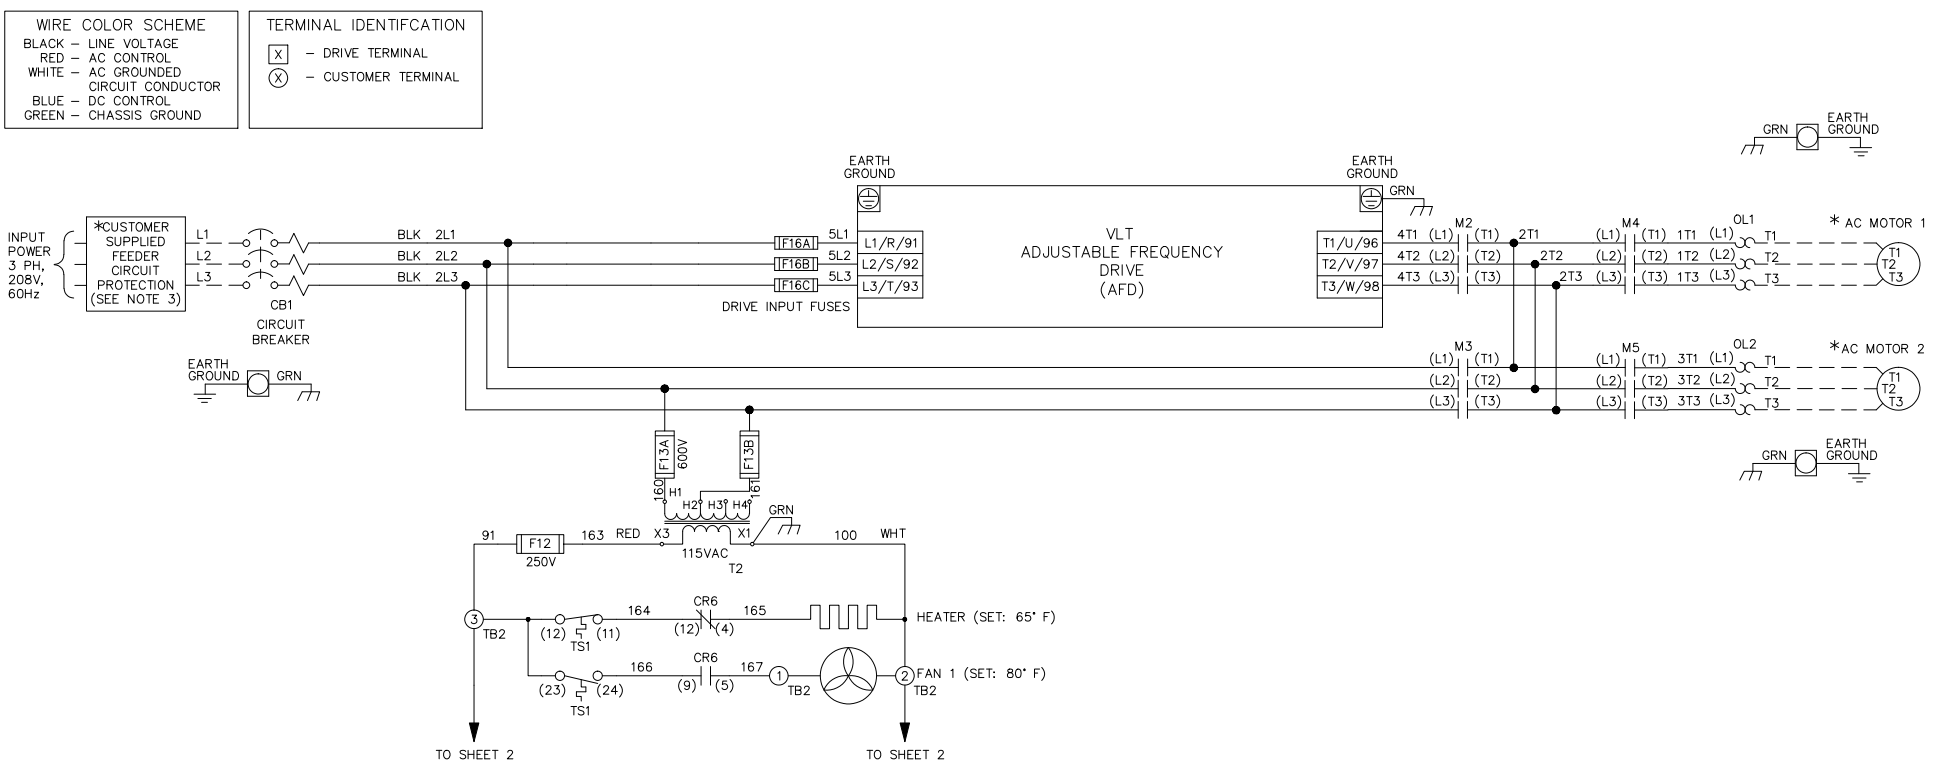 WIRE COLOR SCHEME
BLACK – LINE VOLTAGE
RED – AC CONTROL
WHITE – AC GROUNDED
CIRCUIT CONDUCTOR
BLUE – DC CONTROL
GREEN – CHASSIS GROUND
TERMINAL IDENTIFCATION
X – DRIVE TERMINAL
X – CUSTOMER TERMINAL
INPUT
POWER
3 PH,
208V,
60Hz
*CUSTOMER
SUPPLIED
FEEDER
CIRCUIT
PROTECTION
(SEE NOTE 3)
L1
L2
L3
CB1
CIRCUIT
BREAKER
EARTH
GROUND
GRN
BLK 2L1
BLK 2L2
BLK 2L3
F16A 5L1
F16B 5L2
F16C 5L3
DRIVE INPUT FUSES
EARTH
GROUND
L1/R/91
L2/S/92
L3/T/93
VLT
ADJUSTABLE FREQUENCY
DRIVE
(AFD)
EARTH
GROUND
GRN
T1/U/96
T2/V/97
T3/W/98
M2
4T1 (L1) (T1) 2T1
4T2 (L2) (T2) 2T2
4T3 (L3) (T3) 2T3
M4
OL1
(L1) (T1) 1T1 (L1) T1
(L2) (T2) 1T2 (L2) T2
(L3) (T3) 1T3 (L3) T3
* AC MOTOR 1
T1
T2
T3
GRN
EARTH
GROUND
M3
(L1) (T1)
(L2) (T2)
(L3) (T3)
M5
OL2
(L1) (T1) 3T1 (L1) T1
(L2) (T2) 3T2 (L2) T2
(L3) (T3) 3T3 (L3) T3
*AC MOTOR 2
T1
T2
T3
GRN
EARTH
GROUND
F13A
600V
F13B
160
161
H1
H2
H3
H4
GRN
91
F12
250V
163
RED
X3
X1
115VAC
T2
100
WHT
3
TB2
(12)
(11)
TS1
164
CR6
(12)
(4)
165
HEATER (SET: 65° F)
(23)
(24)
TS1
166
CR6
(9)
(5)
167
1
TB2
2
TB2
FAN 1 (SET: 80° F)
TO SHEET 2
TO SHEET 2